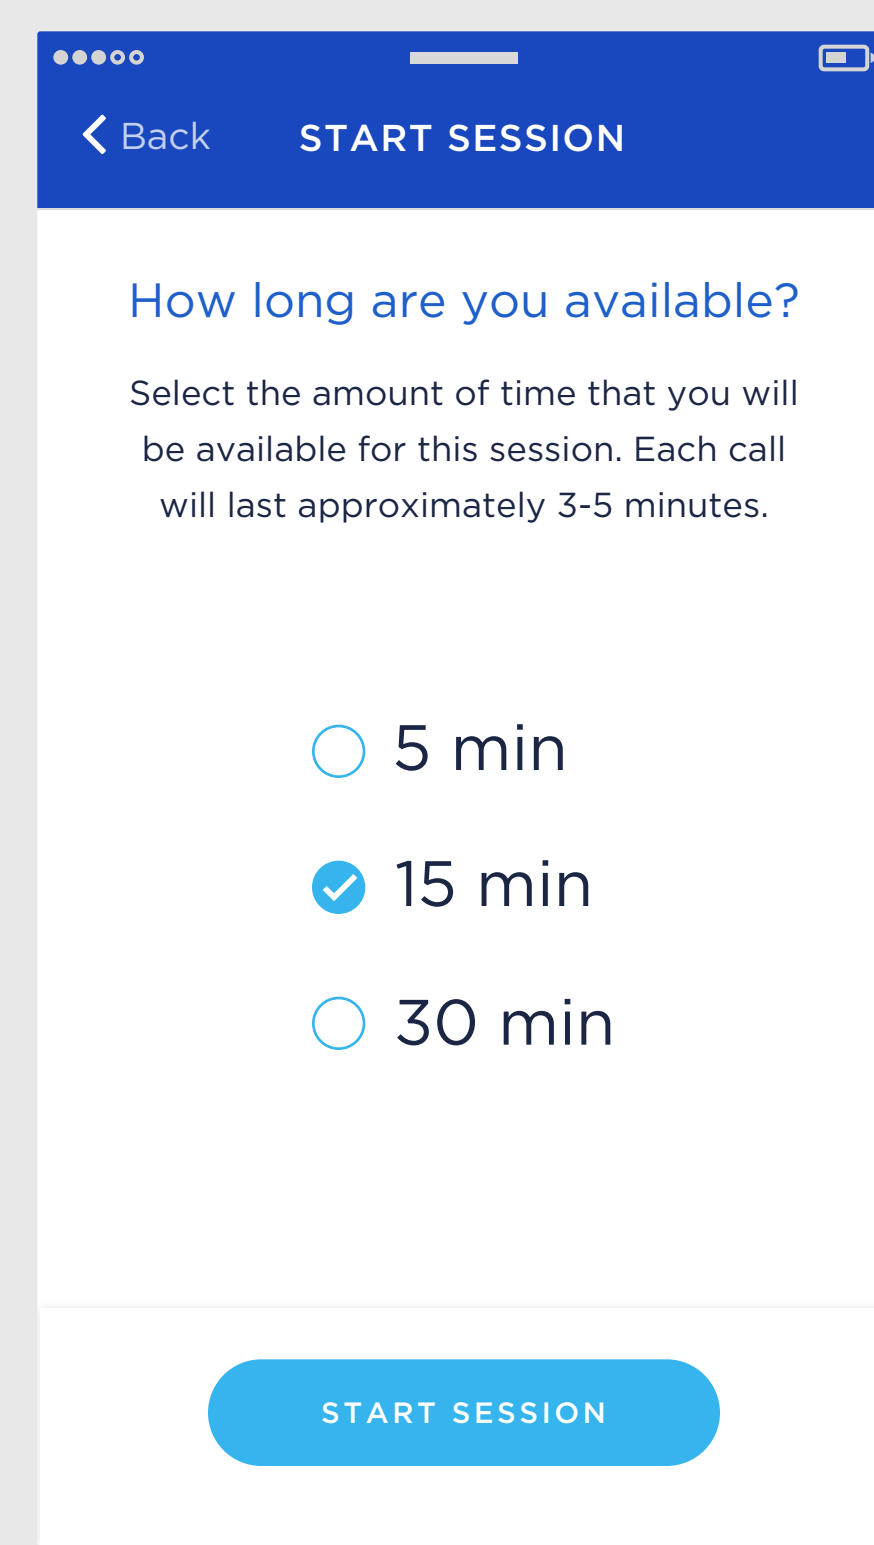 Back
START SESSION
How long are you available?
Select the amount of time that you will
be available for this session. Each call
will last approximately 3-5 minutes.
5 min
15 min
30 min
START SESSION